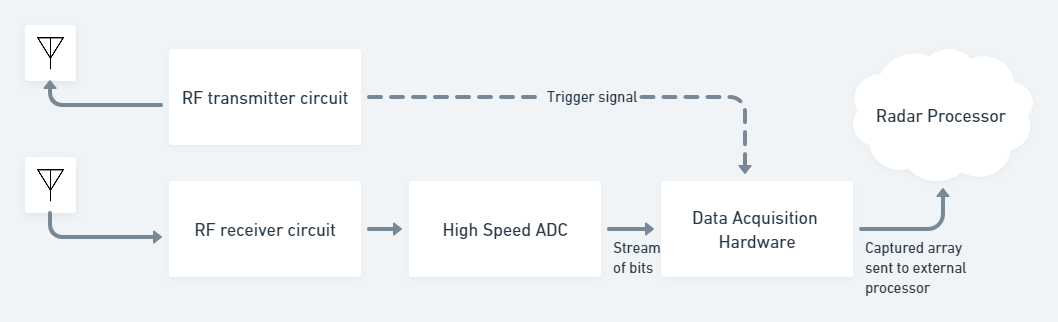 RF transmitter circuit
Trigger signal
Radar Processor
RF receiver circuit
High Speed ADC
Stream
of bits
Data Acquisition
Hardware
Captured array
sent to external
processor